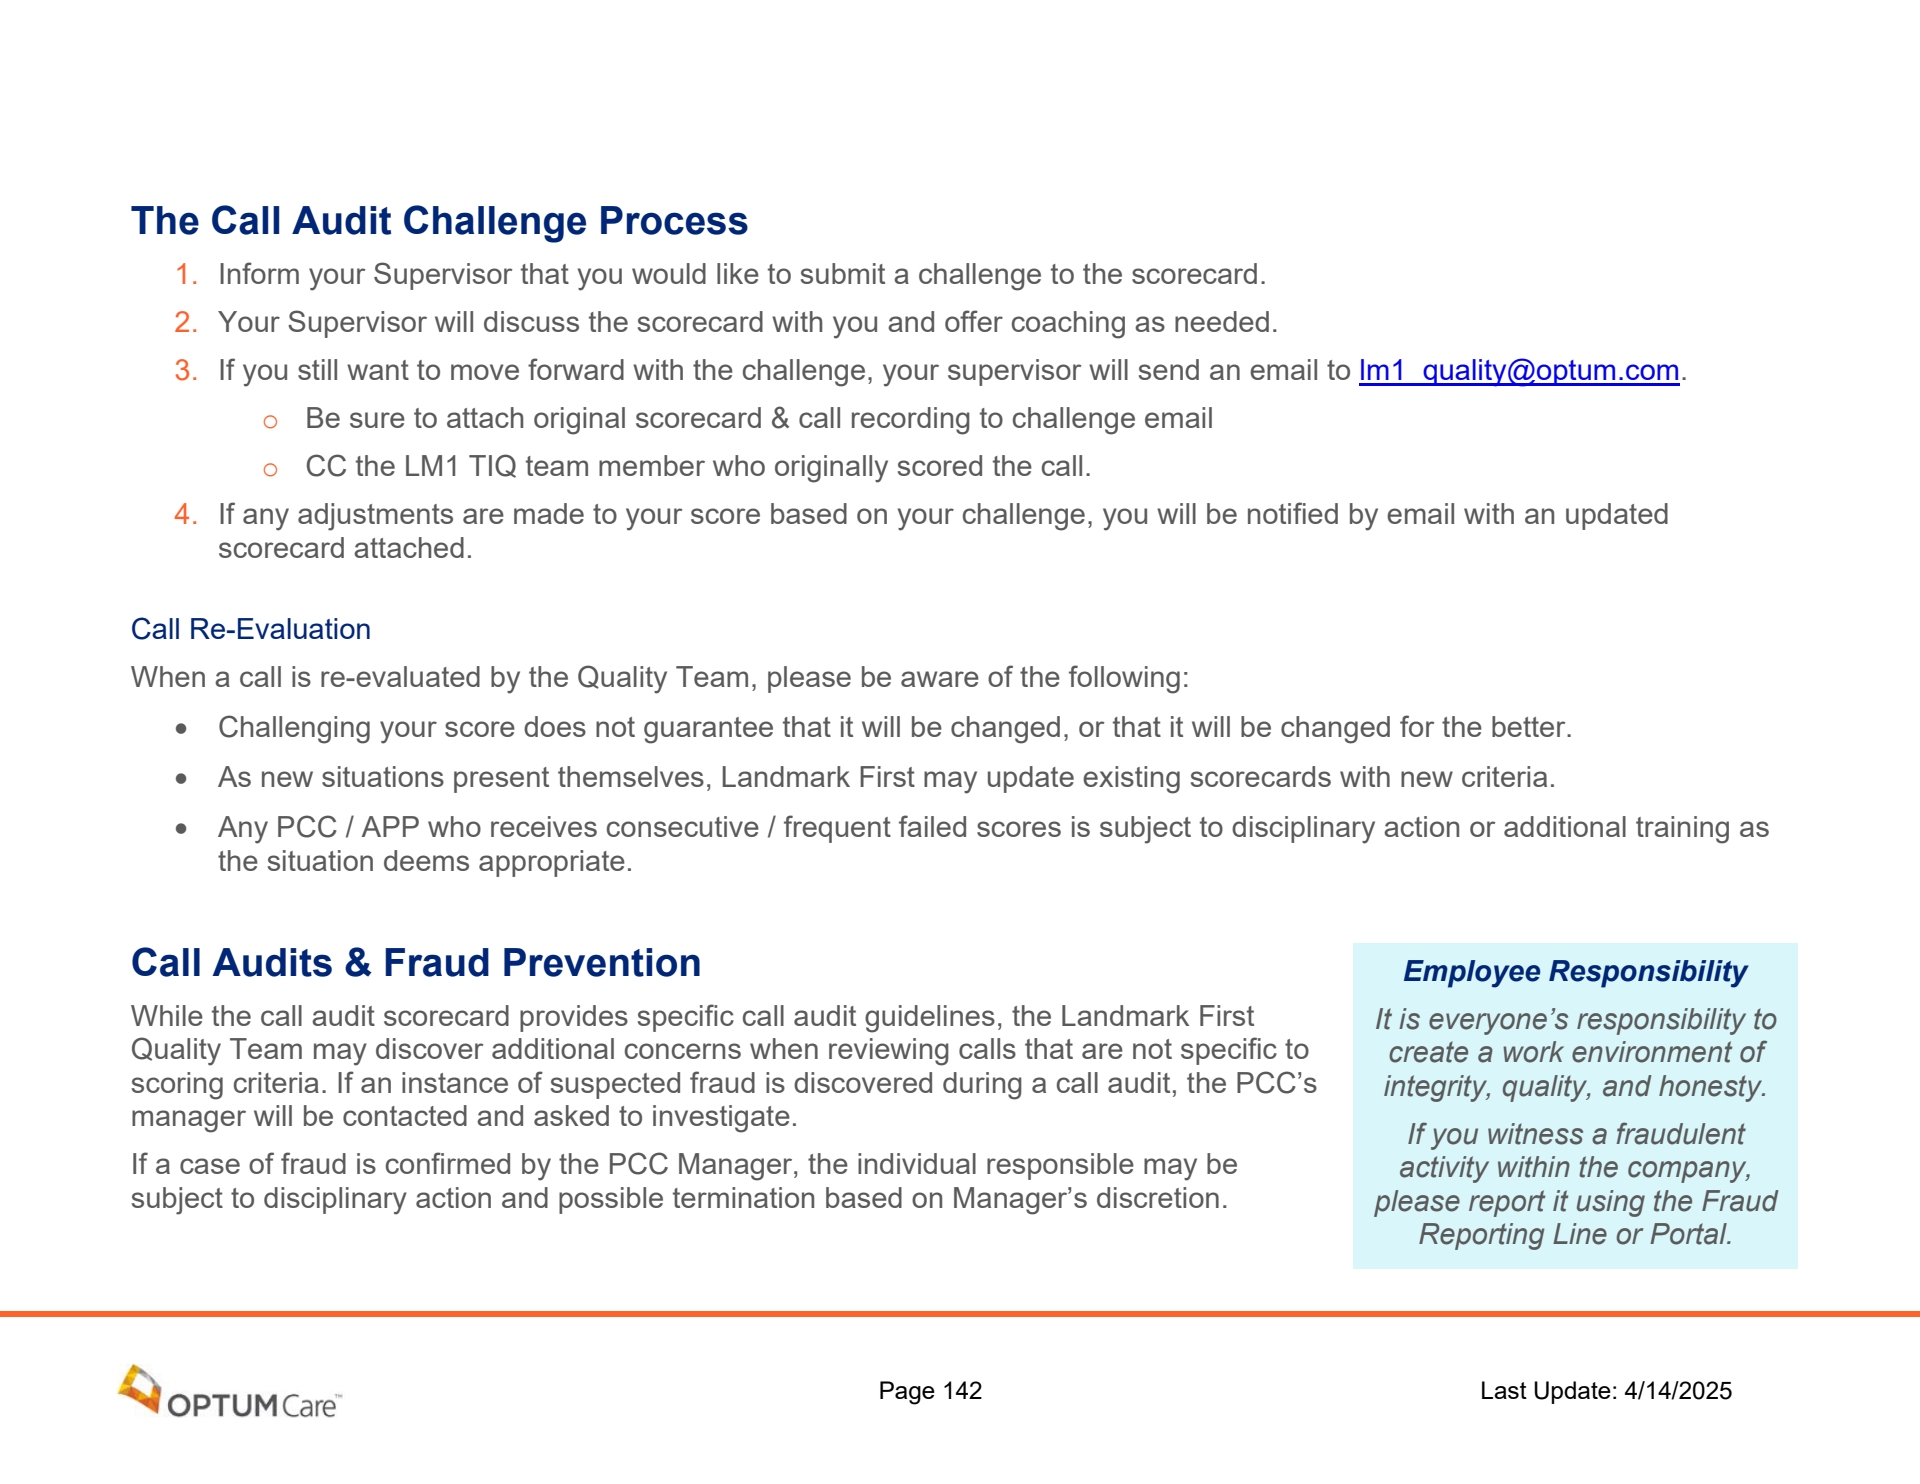 The Call Audit Challenge Process
1. Inform your Supervisor that you would like to submit a challenge to the scorecard.
2. Your Supervisor will discuss the scorecard with you and offer coaching as needed.
3. If you still want to move forward with the challenge, your supervisor will send an email to lm1_quality@optum.com.
o Be sure to attach original scorecard & call recording to challenge email
o CC the LM1 TIQ team member who originally scored the call.
4. If any adjustments are made to your score based on your challenge, you will be notified by email with an updated
scorecard attached.
Call Re-Evaluation
When a call is re-evaluated by the Quality Team, please be aware of the following:
• Challenging your score does not guarantee that it will be changed, or that it will be changed for the better.
• As new situations present themselves, Landmark First may update existing scorecards with new criteria.
• Any PCC / APP who receives consecutive / frequent failed scores is subject to disciplinary action or additional training as
the situation deems appropriate.
Call Audits & Fraud Prevention
While the call audit scorecard provides specific call audit guidelines, the Landmark First
Quality Team may discover additional concerns when reviewing calls that are not specific to
scoring criteria. If an instance of suspected fraud is discovered during a call audit, the PCC’s
manager will be contacted and asked to investigate.
If a case of fraud is confirmed by the PCC Manager, the individual responsible may be
subject to disciplinary action and possible termination based on Manager’s discretion.
Employee Responsibility
It is everyone’s responsibility to
create a work environment of
integrity, quality, and honesty.
If you witness a fraudulent
activity within the company,
please report it using the Fraud
Reporting Line or Portal.
OPTUM Care™
Page 142
Last Update: 4/14/2025